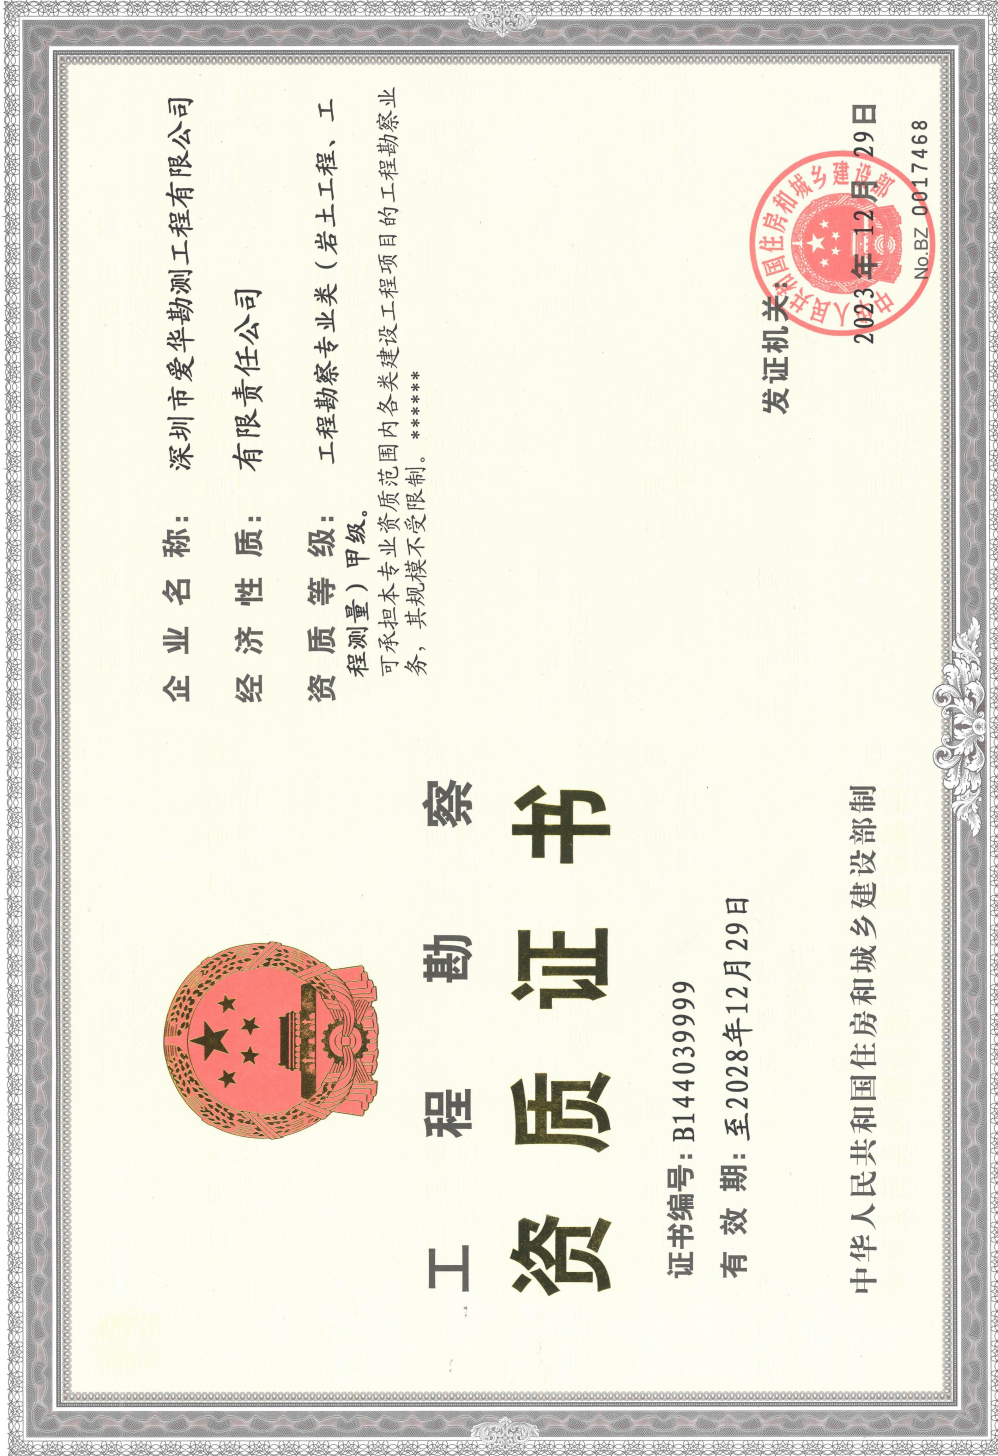 工程勘察
资质证书
证书编号：B144039999
有效期：至2028年12月29日
中华人民共和国住房和城乡建设部制
企业名称：深圳市爱华勘测工程有限公司
经济性质：有限责任公司
资质等级：工程勘察专业类（岩土工程、工
程测量）甲级。
可承担本专业资质范围内各类建设工程项目的工程勘察业
务，其规模不受限制。******
发证机关：
中华人民共和国住房和城乡建设部
2023年12月29日
No.BZ 0017468